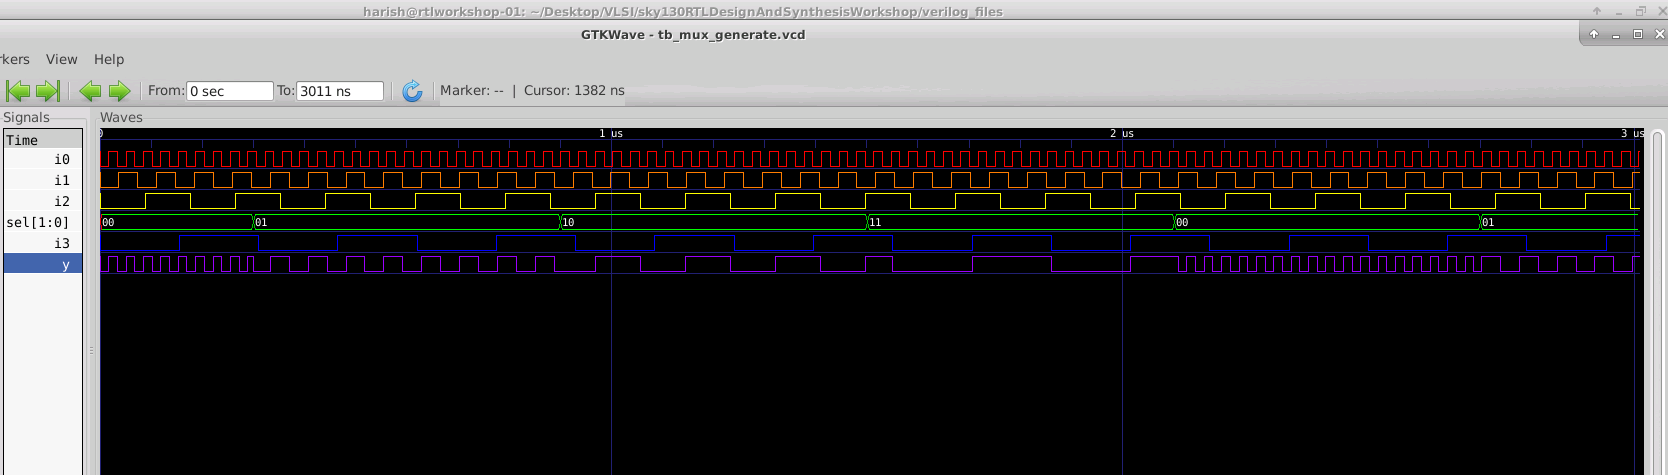 harish@rtlworkshop-01: ~/Desktop/VLSI/sky130RTLDesignAndSynthesisWorkshop/verilog_files
GTKWave - tb_mux_generate.vcd
rkers View Help
From: 0 sec To: 3011 ns Marker: -- | Cursor: 1382 ns
Signals Waves
Time 0 1 us 2 us 3 us
i0
i1
i2
sel[1:0] 00 01 10 11 00 01
i3
y